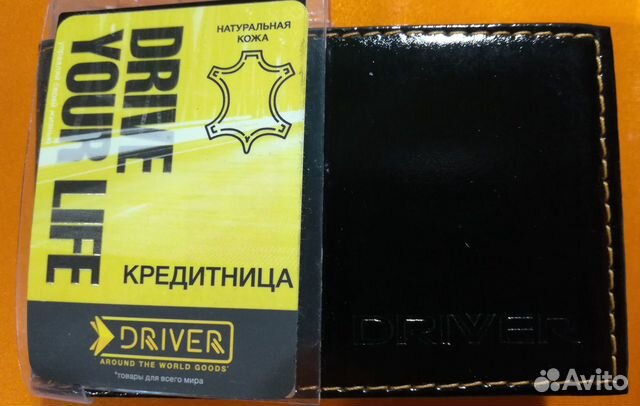 DRIVE
YOUR LIFE
НАТУРАЛЬНАЯ
КОЖА
КРЕДИТНИЦА
DRIVER
AROUND THE WORLD GOODS*
*товары для всего мира
DRIVER
Avito